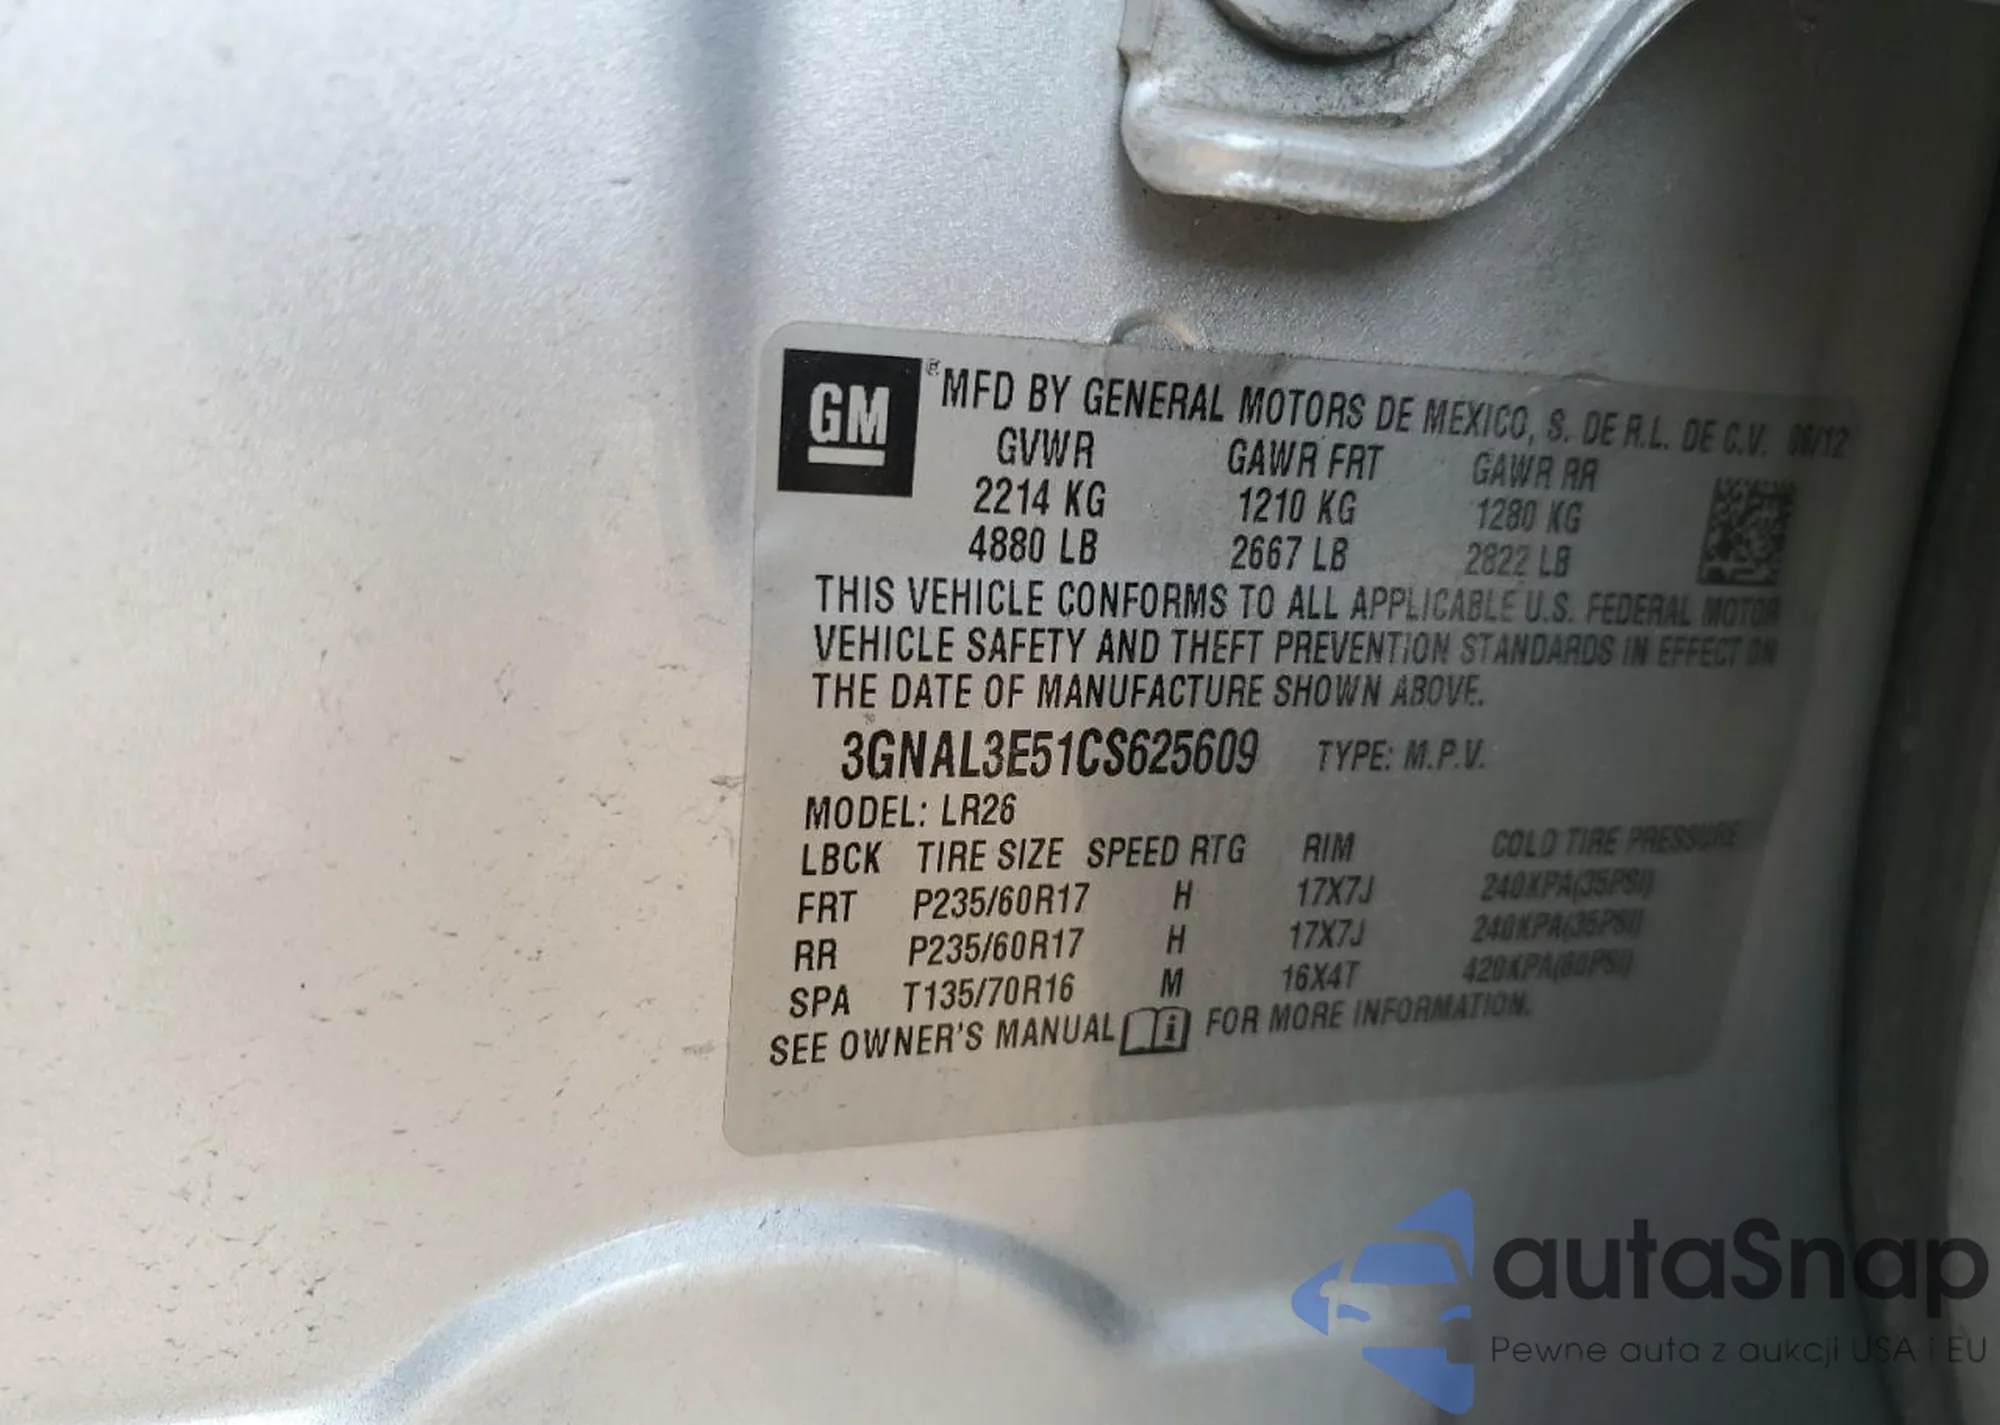 GM ® MFD BY GENERAL MOTORS DE MEXICO, S. DE R.L. DE C.V. 06/12
GVWR GAWR FRT GAWR RR
2214 KG 1210 KG 1280 KG
4880 LB 2667 LB 2822 LB
THIS VEHICLE CONFORMS TO ALL APPLICABLE U.S. FEDERAL MOTOR
VEHICLE SAFETY AND THEFT PREVENTION STANDARDS IN EFFECT ON
THE DATE OF MANUFACTURE SHOWN ABOVE.
3GNAL3E51CS625609 TYPE: M.P.V.
MODEL: LR26
LBCK TIRE SIZE SPEED RTG RIM COLD TIRE PRESSURE
FRT P235/60R17 H 17X7J 240KPA(35PSI)
RR P235/60R17 H 17X7J 240KPA(35PSI)
SPA T135/70R16 M 16X4T 420KPA(60PSI)
SEE OWNER'S MANUAL FOR MORE INFORMATION.
autaSnap
Pewne auta z aukcji USA i EU